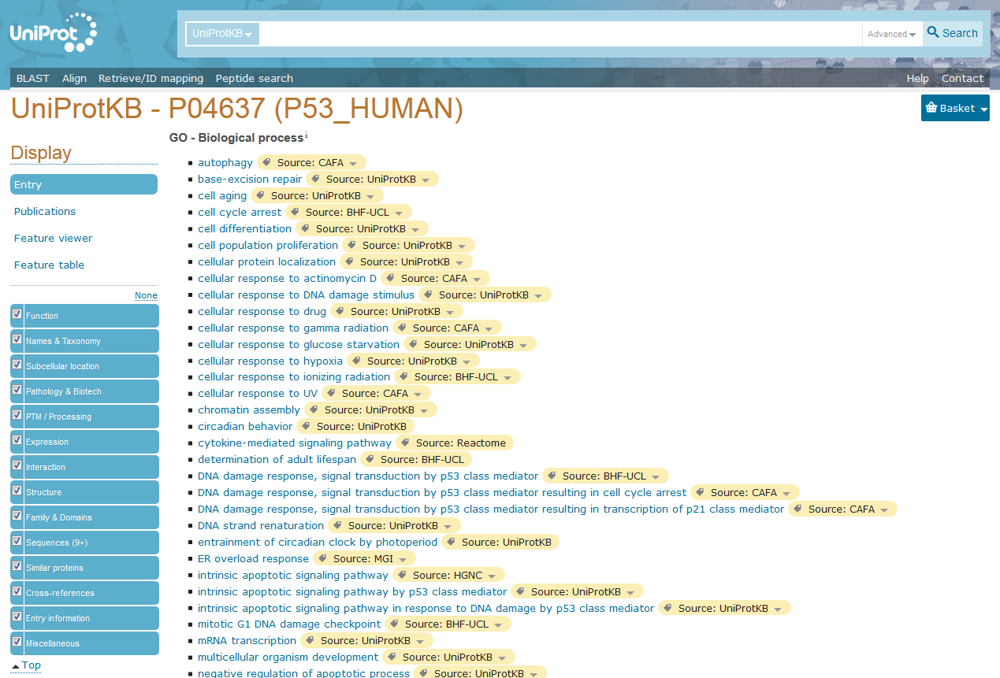 UniProt
UniProtKB
Advanced
Search
BLAST Align Retrieve/ID mapping Peptide search
Help Contact
UniProtKB - P04637 (P53_HUMAN)
Basket
Display
Entry
Publications
Feature viewer
Feature table
None
Function
Names & Taxonomy
Subcellular location
Pathology & Biotech
PTM / Processing
Expression
Interaction
Structure
Family & Domains
Sequences (9+)
Similar proteins
Cross-references
Entry information
Miscellaneous
Top
GO - Biological process i
autophagy Source: CAFA
base-excision repair Source: UniProtKB
cell aging Source: UniProtKB
cell cycle arrest Source: BHF-UCL
cell differentiation Source: UniProtKB
cell population proliferation Source: UniProtKB
cellular protein localization Source: UniProtKB
cellular response to actinomycin D Source: CAFA
cellular response to DNA damage stimulus Source: UniProtKB
cellular response to drug Source: UniProtKB
cellular response to gamma radiation Source: CAFA
cellular response to glucose starvation Source: UniProtKB
cellular response to hypoxia Source: UniProtKB
cellular response to ionizing radiation Source: BHF-UCL
cellular response to UV Source: CAFA
chromatin assembly Source: UniProtKB
circadian behavior Source: UniProtKB
cytokine-mediated signaling pathway Source: Reactome
determination of adult lifespan Source: BHF-UCL
DNA damage response, signal transduction by p53 class mediator Source: BHF-UCL
DNA damage response, signal transduction by p53 class mediator resulting in cell cycle arrest Source: CAFA
DNA damage response, signal transduction by p53 class mediator resulting in transcription of p21 class mediator Source: CAFA
DNA strand renaturation Source: UniProtKB
entrainment of circadian clock by photoperiod Source: UniProtKB
ER overload response Source: MGI
intrinsic apoptotic signaling pathway Source: HGNC
intrinsic apoptotic signaling pathway by p53 class mediator Source: UniProtKB
intrinsic apoptotic signaling pathway in response to DNA damage by p53 class mediator Source: UniProtKB
mitotic G1 DNA damage checkpoint Source: BHF-UCL
mRNA transcription Source: UniProtKB
multicellular organism development Source: UniProtKB
negative regulation of apoptotic process Source: UniProtKB